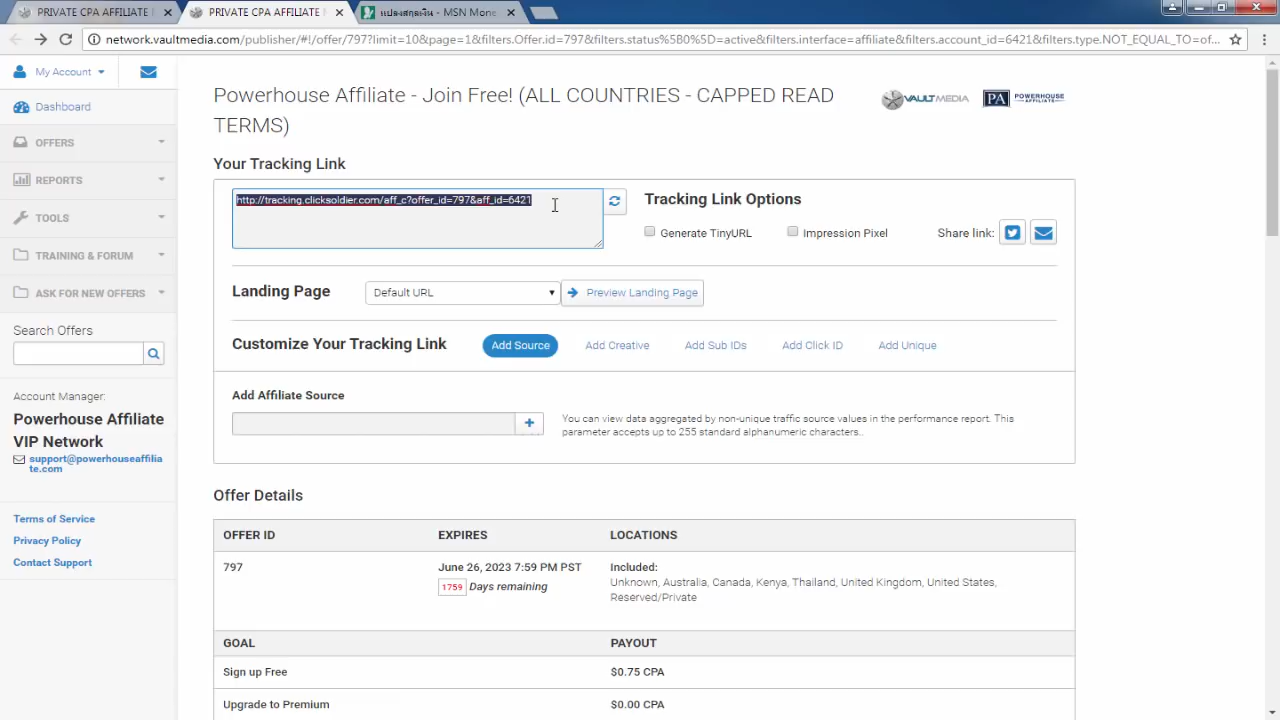 PRIVATE CPA AFFILIATE
PRIVATE CPA AFFILIATE
แปลงสกุลเงิน - MSN Mone
network.vaultmedia.com/publisher/#!/offer/797?limit=10&page=1&filters.Offer.id=797&filters.status%5B0%5D=active&filters.interface=affiliate&filters.account_id=6421&filters.type.NOT_EQUAL_TO=of...
My Account
Dashboard
OFFERS
REPORTS
TOOLS
TRAINING & FORUM
ASK FOR NEW OFFERS
Search Offers
Account Manager:
Powerhouse Affiliate
VIP Network
support@powerhouseaffilia
te.com
Terms of Service
Privacy Policy
Contact Support
Powerhouse Affiliate - Join Free! (ALL COUNTRIES - CAPPED READ
TERMS)
VAULTMEDIA
PA POWERHOUSE
AFFILIATE
Your Tracking Link
http://tracking.clicksoldier.com/aff_c?offer_id=797&aff_id=6421
Tracking Link Options
Generate TinyURL
Impression Pixel
Share link:
Landing Page
Default URL
Preview Landing Page
Customize Your Tracking Link
Add Source
Add Creative
Add Sub IDs
Add Click ID
Add Unique
Add Affiliate Source
You can view data aggregated by non-unique traffic source values in the performance report. This
parameter accepts up to 255 standard alphanumeric characters..
Offer Details
OFFER ID EXPIRES LOCATIONS
797
June 26, 2023 7:59 PM PST
1759 Days remaining
Included:
Unknown, Australia, Canada, Kenya, Thailand, United Kingdom, United States,
Reserved/Private
GOAL PAYOUT
Sign up Free $0.75 CPA
Upgrade to Premium $0.00 CPA